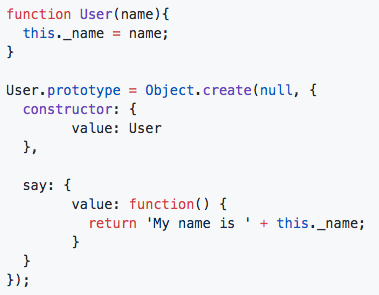 function User(name){
  this._name = name;
}

User.prototype = Object.create(null, {
  constructor: {
        value: User
  },

  say: {
        value: function() {
          return 'My name is ' + this._name;
        }
  }
});